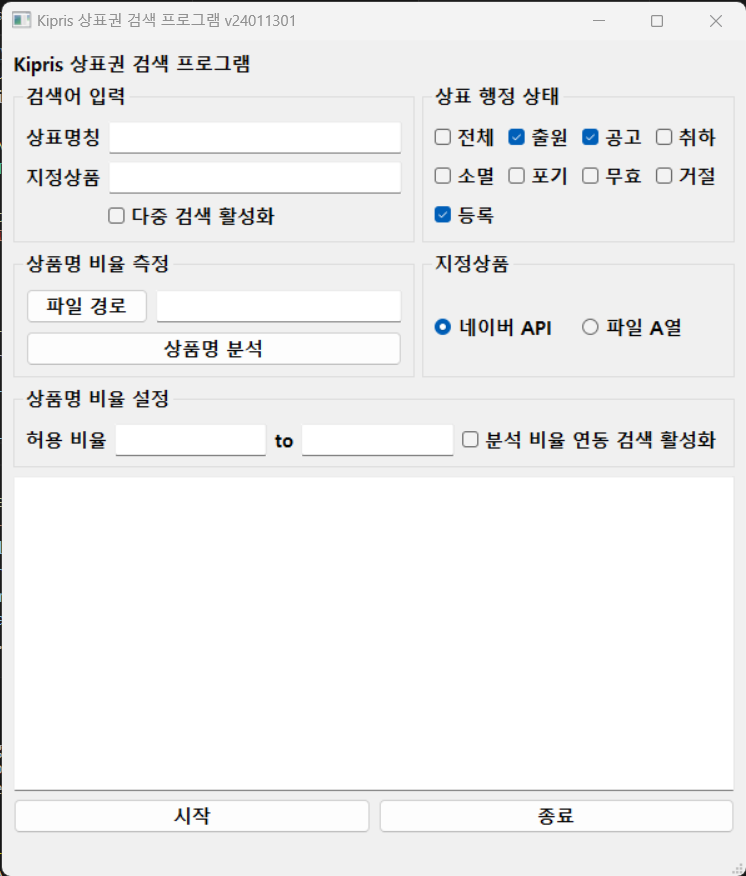 Kipris 상표권 검색 프로그램 v24011301
Kipris 상표권 검색 프로그램
검색어 입력
상표명칭
지정상품
다중 검색 활성화
상표 행정 상태
전체 출원 공고 취하
소멸 포기 무효 거절
등록
상품명 비율 측정
파일 경로
상품명 분석
지정상품
네이버 API 파일 A열
상품명 비율 설정
허용 비율 to 분석 비율 연동 검색 활성화
시작 종료